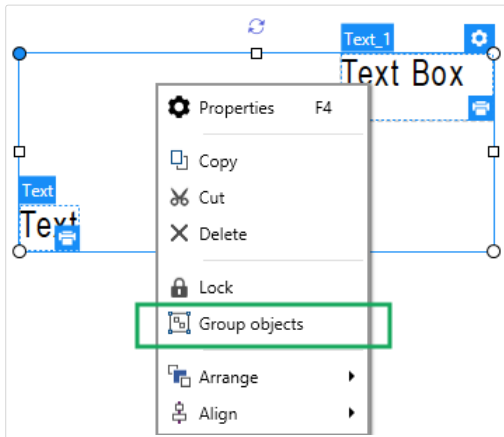 Text_1
Text Box
Properties F4
Copy
Cut
Delete
Text
Text
Lock
Group objects
Arrange
Align